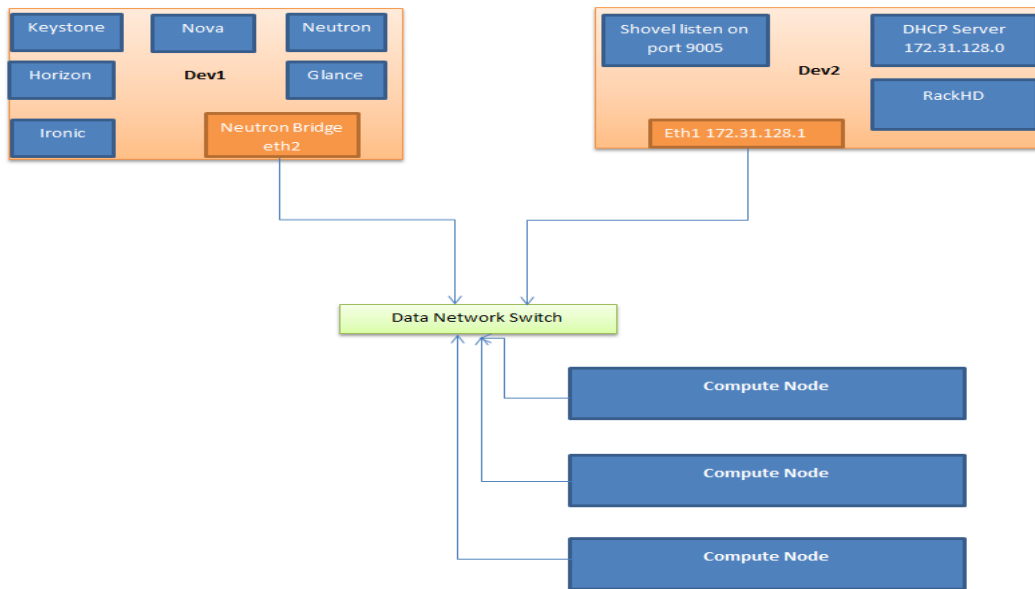 Keystone
Nova
Neutron
Horizon
Dev1
Glance
Ironic
Neutron Bridge
eth2
Shovel listen on
port 9005
DHCP Server
172.31.128.0
Dev2
RackHD
Eth1 172.31.128.1
Data Network Switch
Compute Node
Compute Node
Compute Node